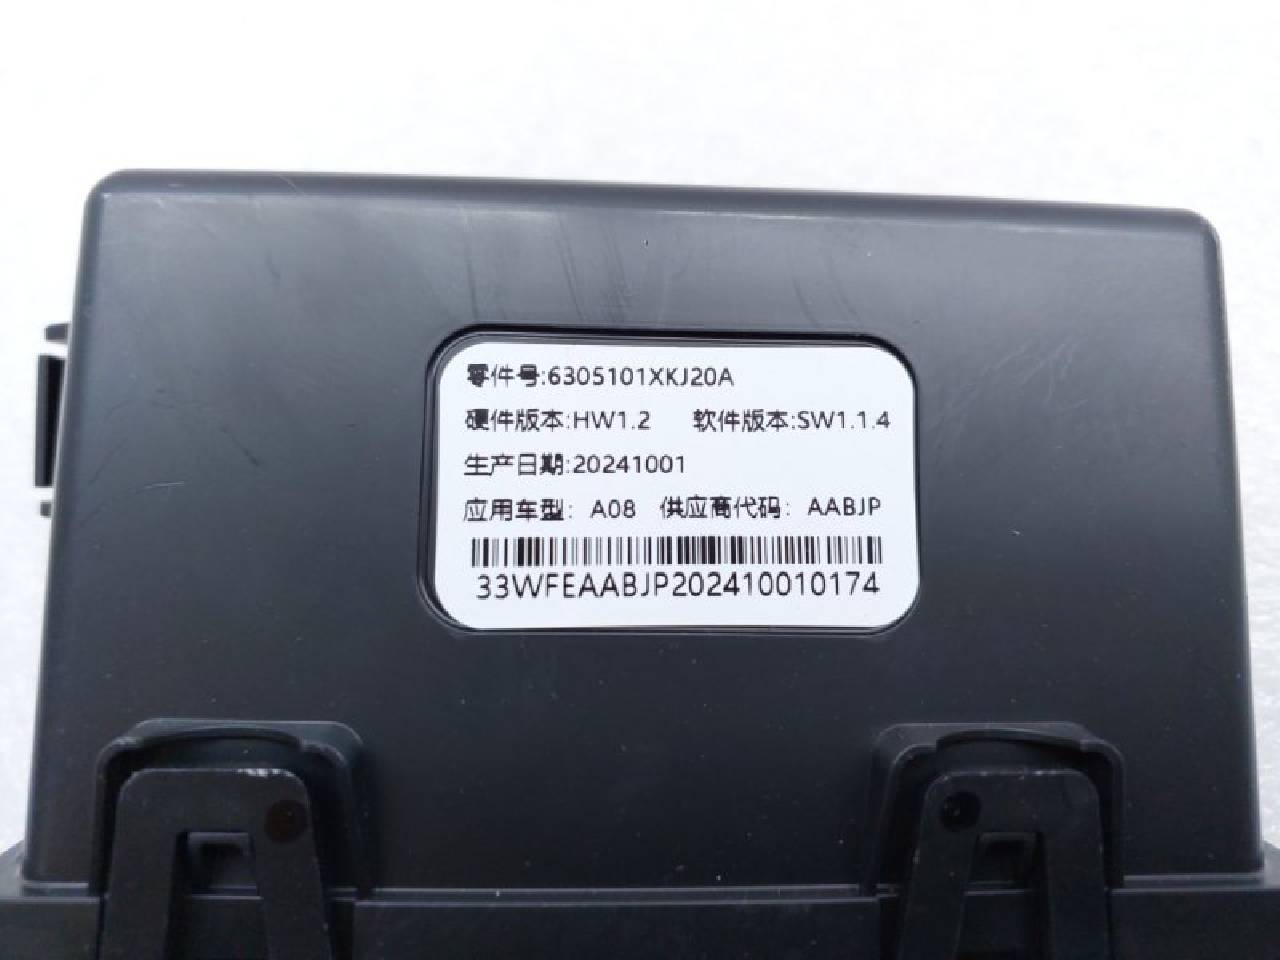 零件号:6305101XKJ20A
硬件版本:HW1.2 软件版本:SW1.1.4
生产日期:20241001
应用车型: A08 供应商代码: AABJP
33WFEAABJP202410010174